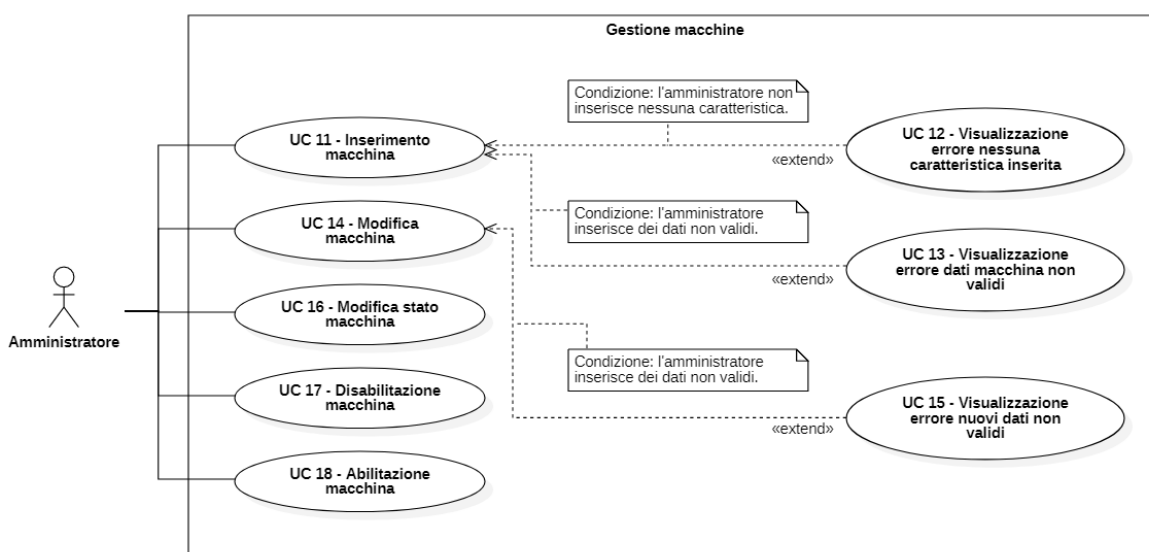 Gestione macchine
Condizione: l'amministratore non
inserisce nessuna caratteristica.
UC 11 - Inserimento
macchina
UC 12 - Visualizzazione
errore nessuna
caratteristica inserita
«extend»
UC 14 - Modifica
macchina
Condizione: l'amministratore
inserisce dei dati non validi.
UC 13 - Visualizzazione
errore dati macchina non
validi
«extend»
UC 16 - Modifica stato
macchina
Amministratore
Condizione: l'amministratore
inserisce dei dati non validi.
UC 17 - Disabilitazione
macchina
UC 15 - Visualizzazione
errore nuovi dati non
validi
«extend»
UC 18 - Abilitazione
macchina